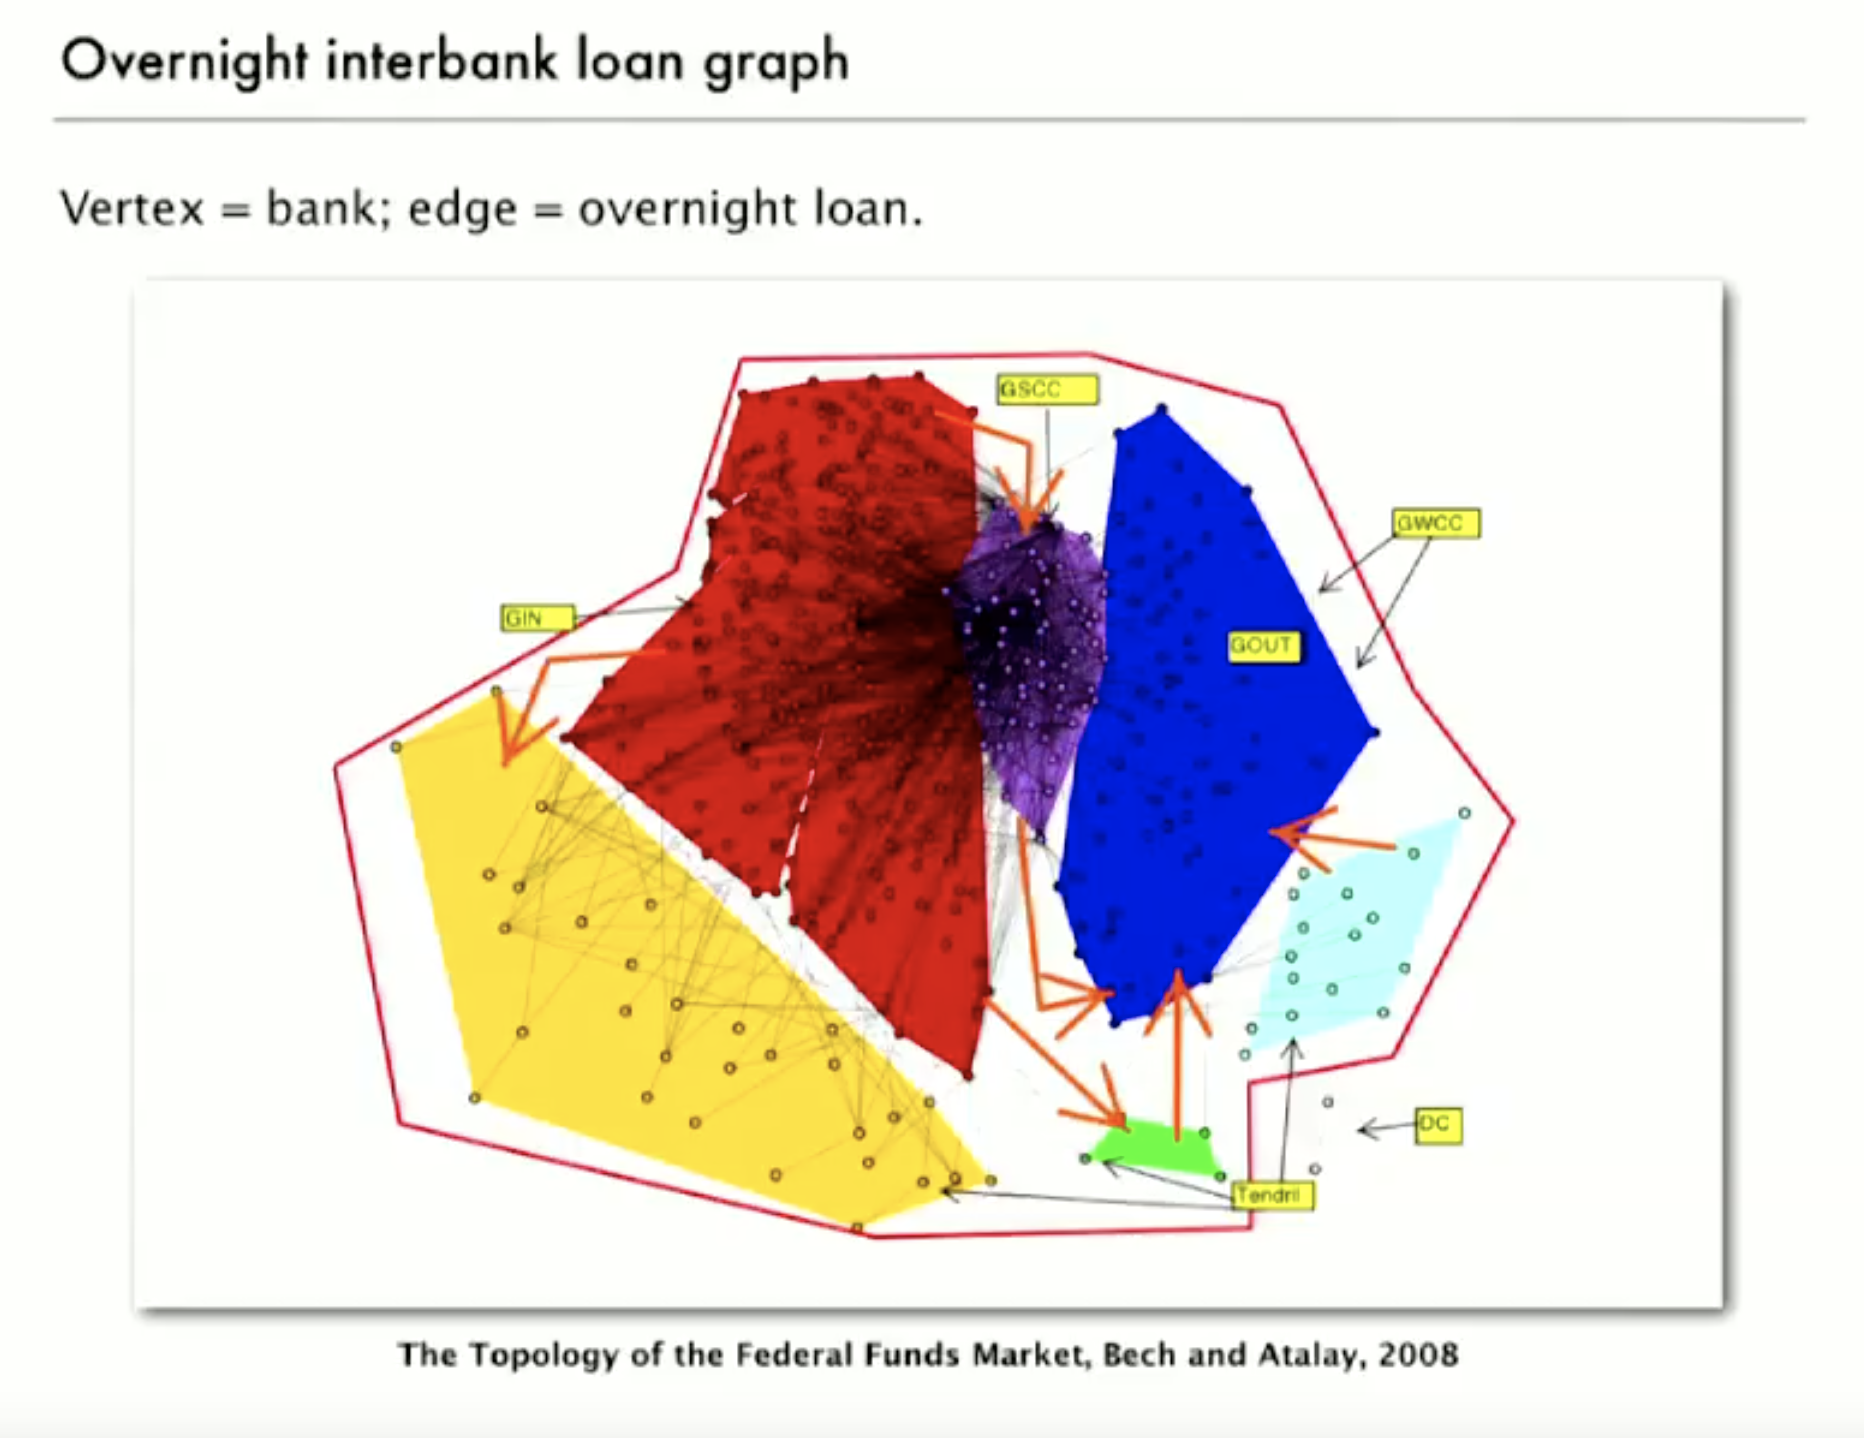 Overnight interbank loan graph
Vertex = bank; edge = overnight loan.
GSCC
GWCC
GIN
GOUT
DC
Tendril
The Topology of the Federal Funds Market, Bech and Atalay, 2008